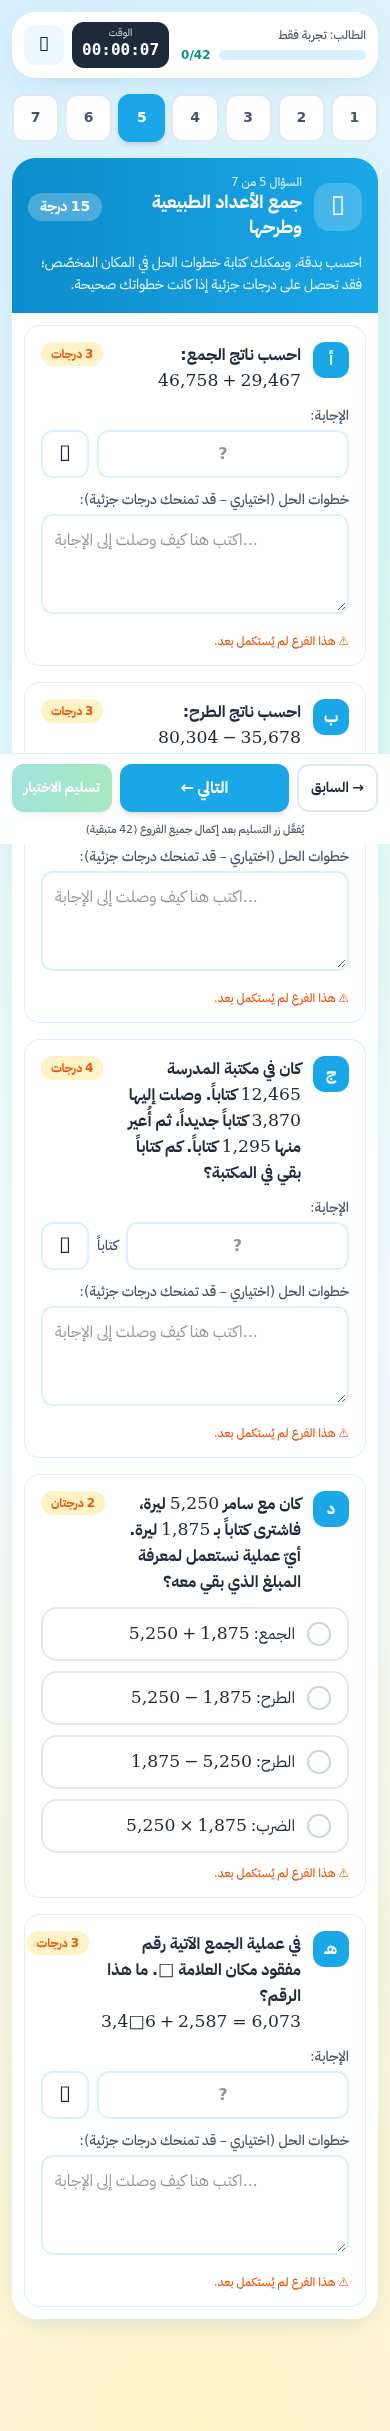 الطالب: تجربة فقط
0/42
الوقت
00:00:07
1
2
3
4
5
6
7
السؤال 5 من 7
جمع الأعداد الطبيعية
وطرحها
15 درجة
احسب بدقة، ويمكنك كتابة خطوات الحل في المكان المخصّص؛
فقد تحصل على درجات جزئية إذا كانت خطواتك صحيحة.
أ
احسب ناتج الجمع:
46,758 + 29,467
3 درجات
الإجابة:
?
خطوات الحل (اختياري – قد تمنحك درجات جزئية):
اكتب هنا كيف وصلت إلى الإجابة...
⚠ هذا الفرع لم يُستكمل بعد.
ب
احسب ناتج الطرح:
80,304 − 35,678
3 درجات
→ السابق
التالي ←
تسليم الاختبار
يُفعَّل زر التسليم بعد إكمال جميع الفروع (42 متبقية)
خطوات الحل (اختياري – قد تمنحك درجات جزئية):
اكتب هنا كيف وصلت إلى الإجابة...
⚠ هذا الفرع لم يُستكمل بعد.
ج
كان في مكتبة المدرسة
12,465 كتاباً. وصلت إليها
3,870 كتاباً جديداً، ثم أُعير
منها 1,295 كتاباً. كم كتاباً
بقي في المكتبة؟
4 درجات
الإجابة:
?
كتاباً
خطوات الحل (اختياري – قد تمنحك درجات جزئية):
اكتب هنا كيف وصلت إلى الإجابة...
⚠ هذا الفرع لم يُستكمل بعد.
د
كان مع سامر 5,250 ليرة،
فاشترى كتاباً بـ 1,875 ليرة.
أيّ عملية نستعمل لمعرفة
المبلغ الذي بقي معه؟
2 درجتان
الجمع: 5,250 + 1,875
الطرح: 5,250 − 1,875
الطرح: 1,875 − 5,250
الضرب: 5,250 × 1,875
⚠ هذا الفرع لم يُستكمل بعد.
هـ
في عملية الجمع الآتية رقم
مفقود مكان العلامة □. ما هذا
الرقم؟
3,4□6 + 2,587 = 6,073
3 درجات
الإجابة:
?
خطوات الحل (اختياري – قد تمنحك درجات جزئية):
اكتب هنا كيف وصلت إلى الإجابة...
⚠ هذا الفرع لم يُستكمل بعد.